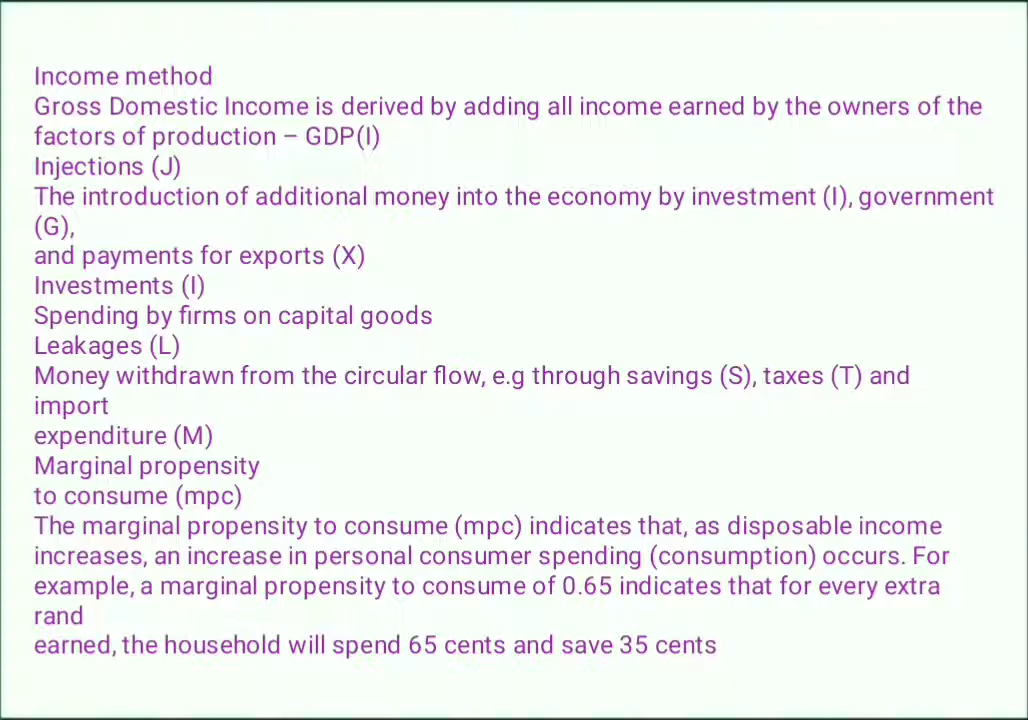 Income method
Gross Domestic Income is derived by adding all income earned by the owners of the
factors of production – GDP(I)
Injections (J)
The introduction of additional money into the economy by investment (I), government
(G),
and payments for exports (X)
Investments (I)
Spending by firms on capital goods
Leakages (L)
Money withdrawn from the circular flow, e.g through savings (S), taxes (T) and
import
expenditure (M)
Marginal propensity
to consume (mpc)
The marginal propensity to consume (mpc) indicates that, as disposable income
increases, an increase in personal consumer spending (consumption) occurs. For
example, a marginal propensity to consume of 0.65 indicates that for every extra
rand
earned, the household will spend 65 cents and save 35 cents